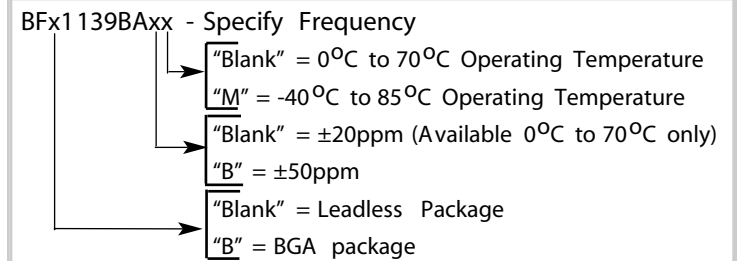 BFx1139BAxx - Specify Frequency
“Blank” = 0°C to 70°C Operating Temperature
“M” = -40°C to 85°C Operating Temperature
“Blank” = ±20ppm (Available 0°C to 70°C only)
“B” = ±50ppm
“Blank” = Leadless Package
“B” = BGA package